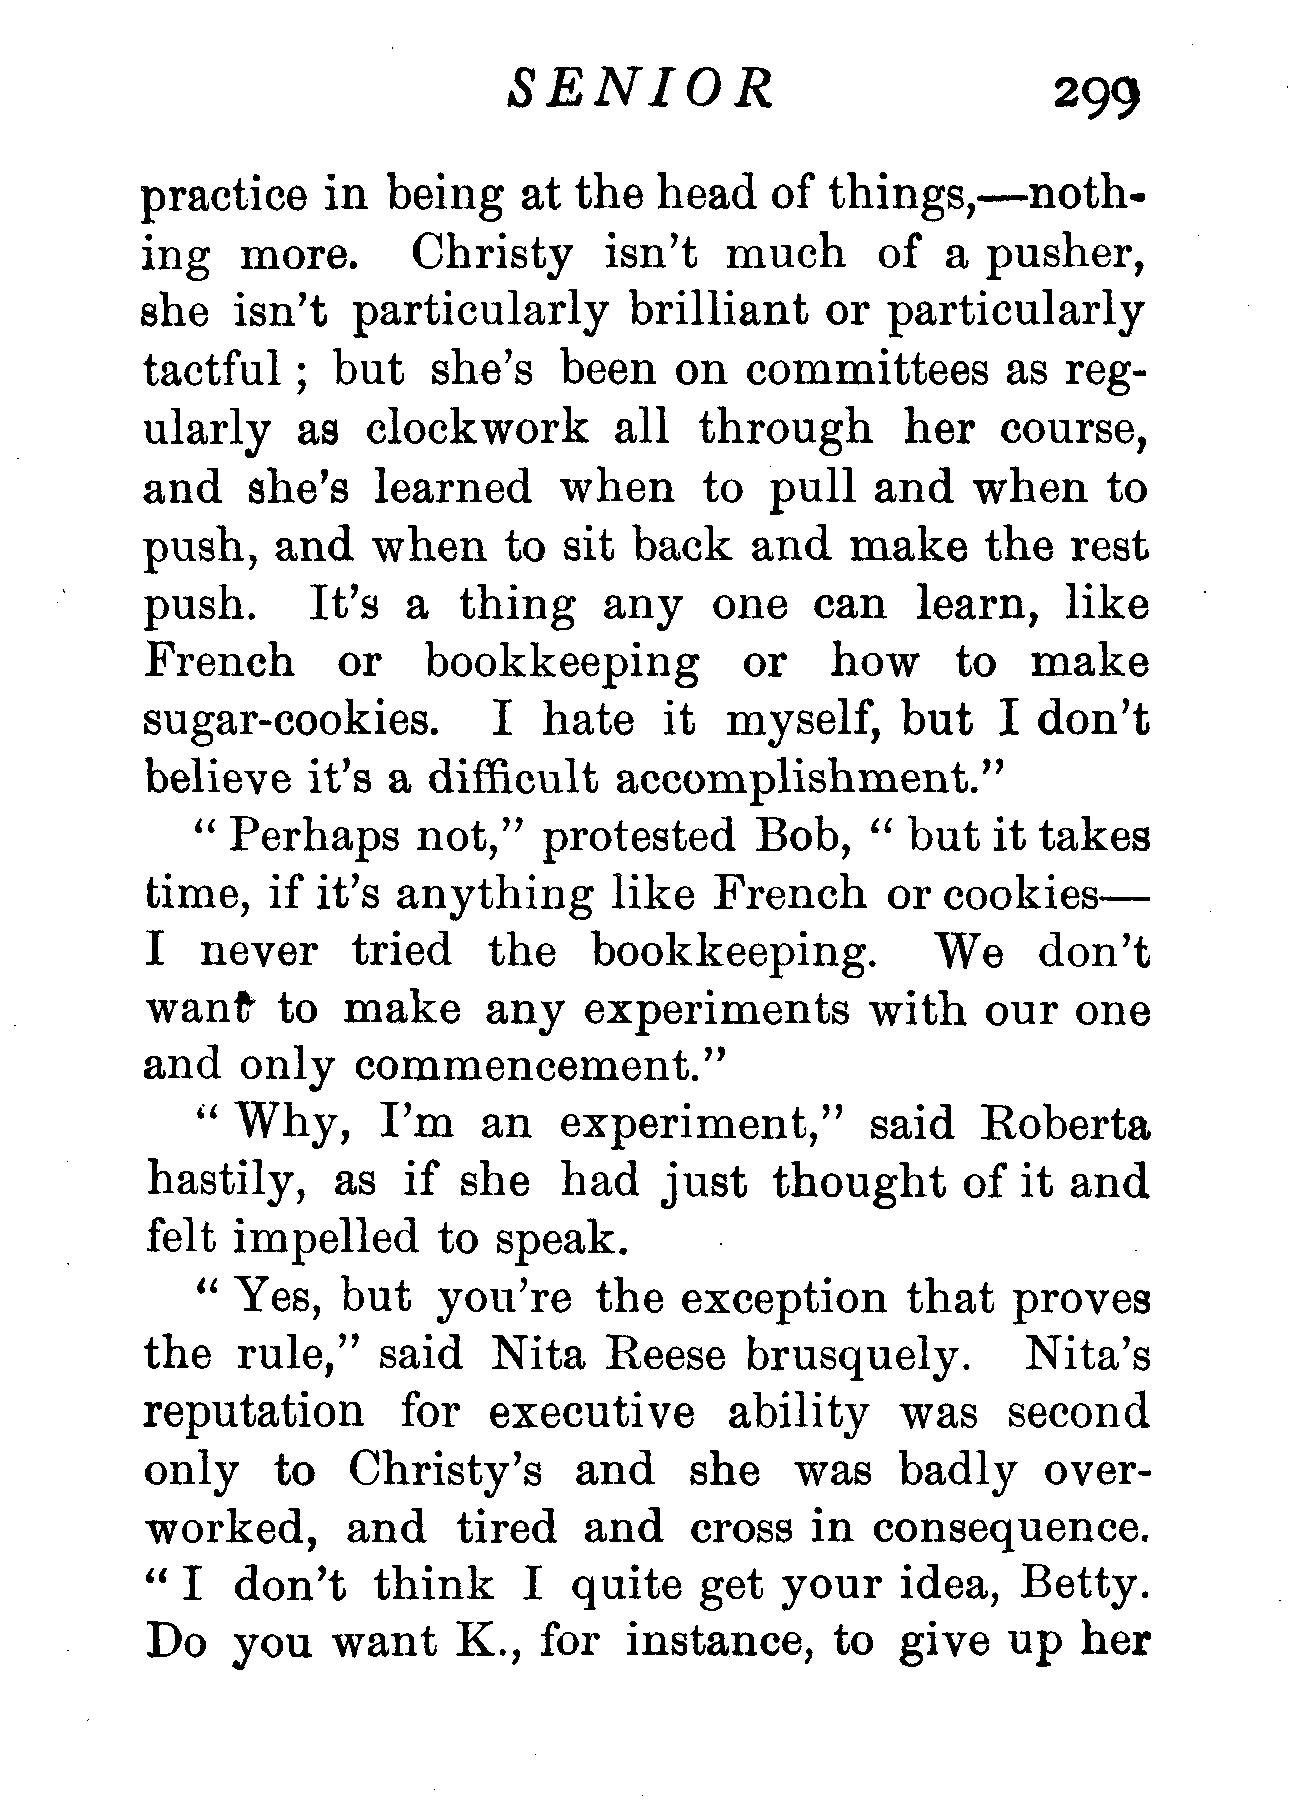 SENIOR 299
practice in being at the head of things,—noth-
ing more. Christy isn't much of a pusher,
she isn't particularly brilliant or particularly
tactful ; but she's been on committees as reg-
ularly as clockwork all through her course,
and she's learned when to pull and when to
push, and when to sit back and make the rest
push. It's a thing any one can learn, like
French or bookkeeping or how to make
sugar-cookies. I hate it myself, but I don't
believe it's a difficult accomplishment."
" Perhaps not," protested Bob, " but it takes
time, if it's anything like French or cookies—
I never tried the bookkeeping. We don't
want to make any experiments with our one
and only commencement."
" Why, I'm an experiment," said Roberta
hastily, as if she had just thought of it and
felt impelled to speak.
" Yes, but you're the exception that proves
the rule," said Nita Reese brusquely. Nita's
reputation for executive ability was second
only to Christy's and she was badly over-
worked, and tired and cross in consequence.
" I don't think I quite get your idea, Betty.
Do you want K., for instance, to give up her